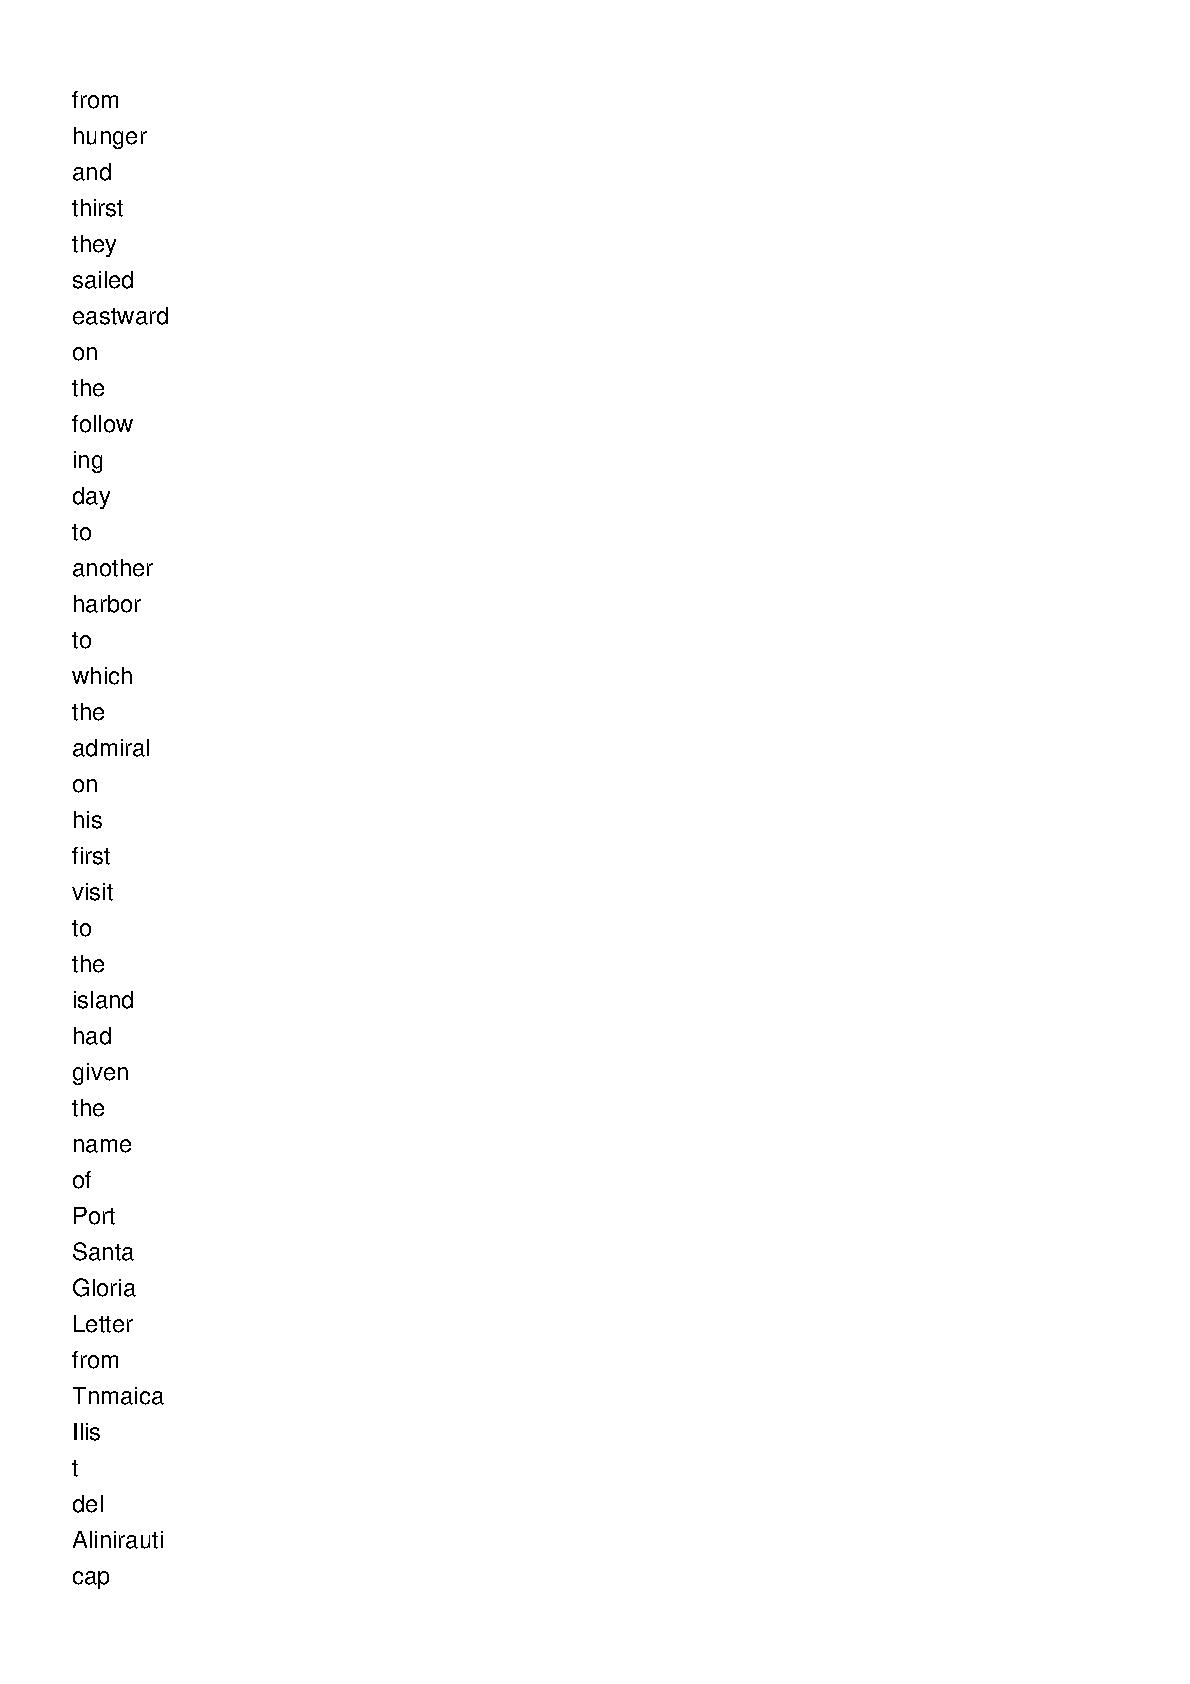 from
hunger
and
thirst
they
sailed
eastward
on
the
follow
ing
day
to
another
harbor
to
which
the
admiral
on
his
first
visit
to
the
island
had
given
the
name
of
Port
Santa
Gloria
Letter
from
Tnmaica
Ilis
t
del
Alinirauti
cap